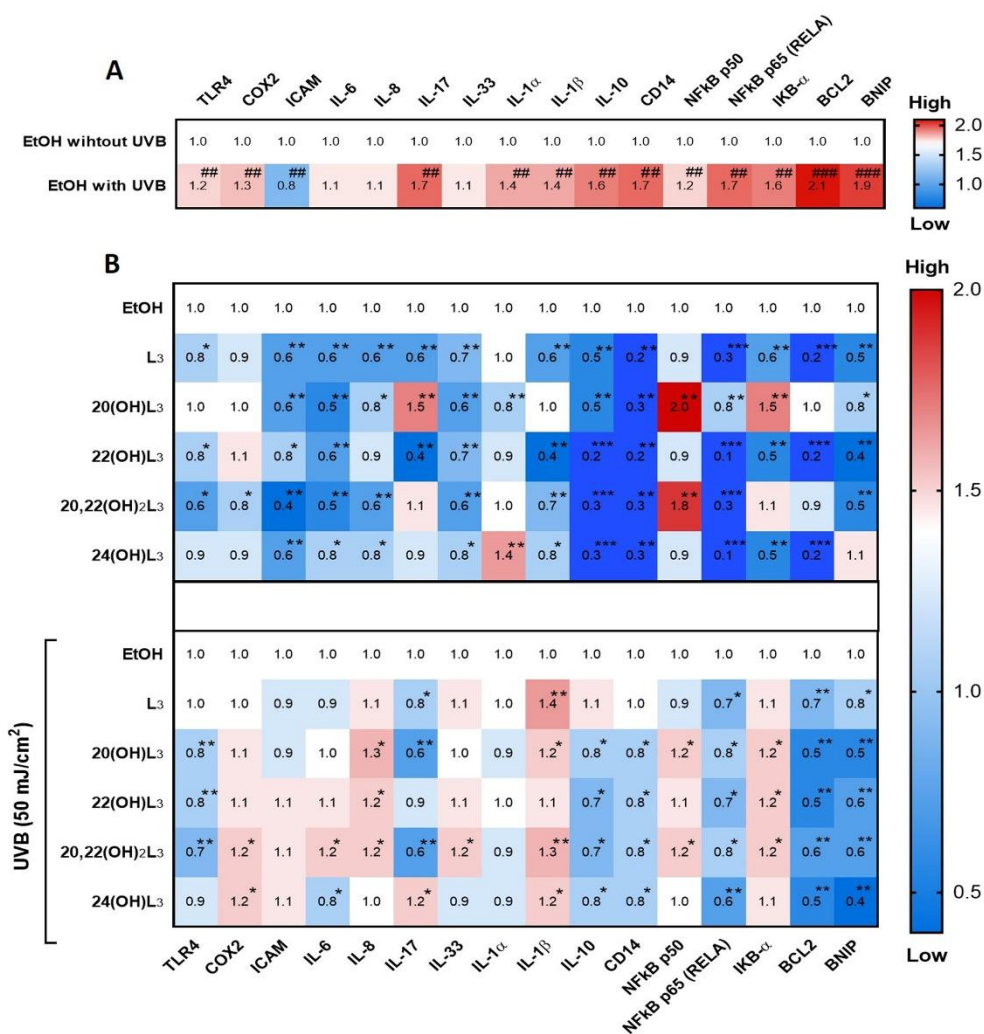 A
TLR4 COX2 ICAM IL-6 IL-8 IL-17 IL-33 IL-1α IL-1β IL-10 CD14 NFkB p50 NFkB p65 (RELA) IKB-α BCL2 BNIP
EtOH wihtout UVB 1.0 1.0 1.0 1.0 1.0 1.0 1.0 1.0 1.0 1.0 1.0 1.0 1.0 1.0 1.0 1.0
EtOH with UVB 1.2## 1.3## 0.8## 1.1 1.1 1.7## 1.1 1.4## 1.4## 1.6## 1.7## 1.2## 1.7## 1.6## 2.1### 1.9###
High
2.0
1.5
1.0
Low
B
EtOH 1.0 1.0 1.0 1.0 1.0 1.0 1.0 1.0 1.0 1.0 1.0 1.0 1.0 1.0 1.0 1.0
L3 0.8* 0.9 0.6** 0.6** 0.6** 0.6** 0.7** 1.0 0.6** 0.5** 0.2** 0.9 0.3*** 0.6** 0.2*** 0.5**
20(OH)L3 1.0 1.0 0.6** 0.5** 0.8* 1.5** 0.6** 0.8** 1.0 0.5** 0.3** 2.0** 0.8** 1.5** 1.0 0.8*
22(OH)L3 0.8* 1.1 0.8* 0.6** 0.9 0.4** 0.7** 0.9 0.4** 0.2*** 0.2** 0.9 0.1*** 0.5** 0.2*** 0.4**
20,22(OH)2L3 0.6* 0.8* 0.4** 0.5** 0.6** 1.1 0.6** 1.0 0.7** 0.3*** 0.3** 1.8** 0.3*** 1.1 0.9 0.5**
24(OH)L3 0.9 0.9 0.6** 0.8* 0.8* 0.9 0.8* 1.4** 0.8* 0.3*** 0.3** 0.9 0.1*** 0.5** 0.2*** 1.1
UVB (50 mJ/cm²)
EtOH 1.0 1.0 1.0 1.0 1.0 1.0 1.0 1.0 1.0 1.0 1.0 1.0 1.0 1.0 1.0 1.0
L3 1.0 1.0 0.9 0.9 1.1 0.8* 1.1 1.1 1.4** 1.1 1.0 0.9 0.7* 1.1 0.7** 0.8*
20(OH)L3 0.8** 1.1 0.9 1.0 1.3* 0.6** 1.0 0.9 1.2* 0.8* 0.8* 1.2* 0.8* 1.2* 0.5** 0.5**
22(OH)L3 0.8** 1.1 1.1 1.1 1.2* 0.9 1.1 1.0 1.1 0.7* 0.8* 1.1 0.7* 1.2* 0.5** 0.6*
20,22(OH)2L3 0.7** 1.2* 1.1 1.2* 1.2* 0.6** 1.2* 0.9 1.3** 0.7* 0.8* 1.2* 0.8* 1.2* 0.6** 0.6**
24(OH)L3 0.9 1.2* 1.1 0.8* 1.0 1.2* 0.9 0.9 1.2* 0.8* 0.8* 1.0 0.6** 1.1 0.5** 0.4**
TLR4 COX2 ICAM IL-6 IL-8 IL-17 IL-33 IL-1α IL-1β IL-10 CD14 NFkB p50 NFkB p65 (RELA) IKB-α BCL2 BNIP
High
2.0
1.5
1.0
0.5
Low